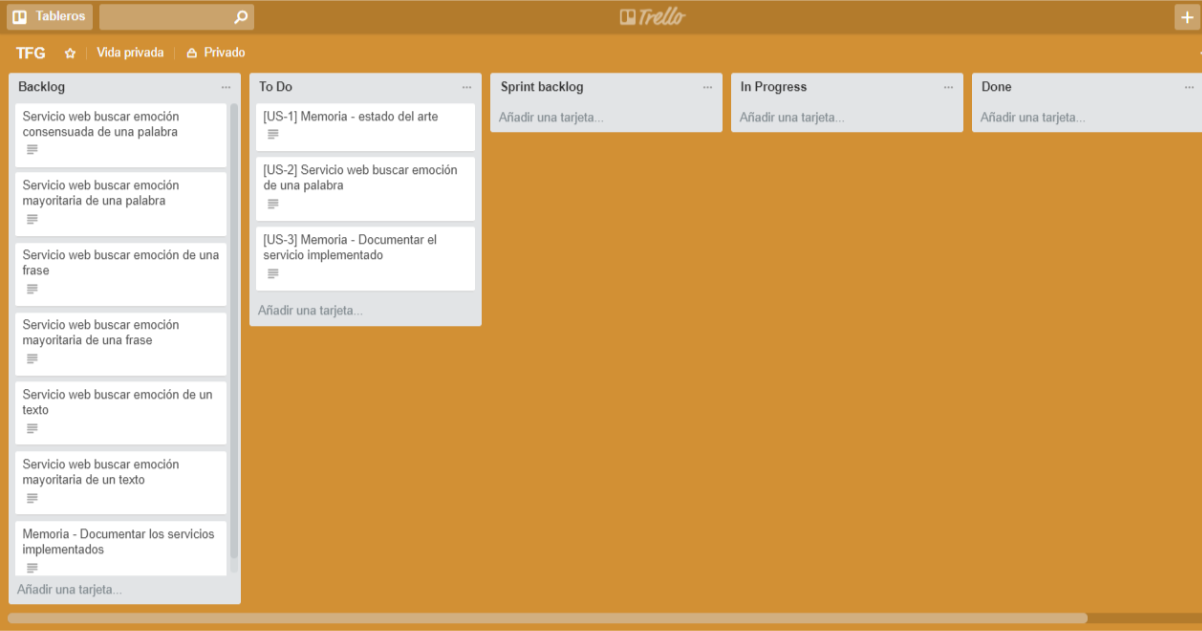 Tableros
Trello
TFG
Vida privada
Privado
Backlog
Servicio web buscar emoción
consensuada de una palabra
Servicio web buscar emoción
mayoritaria de una palabra
Servicio web buscar emoción de una
frase
Servicio web buscar emoción
mayoritaria de una frase
Servicio web buscar emoción de un
texto
Servicio web buscar emoción
mayoritaria de un texto
Memoria - Documentar los servicios
implementados
Añadir una tarjeta...
To Do
[US-1] Memoria - estado del arte
[US-2] Servicio web buscar emoción
de una palabra
[US-3] Memoria - Documentar el
servicio implementado
Añadir una tarjeta...
Sprint backlog
Añadir una tarjeta...
In Progress
Añadir una tarjeta...
Done
Añadir una tarjeta...